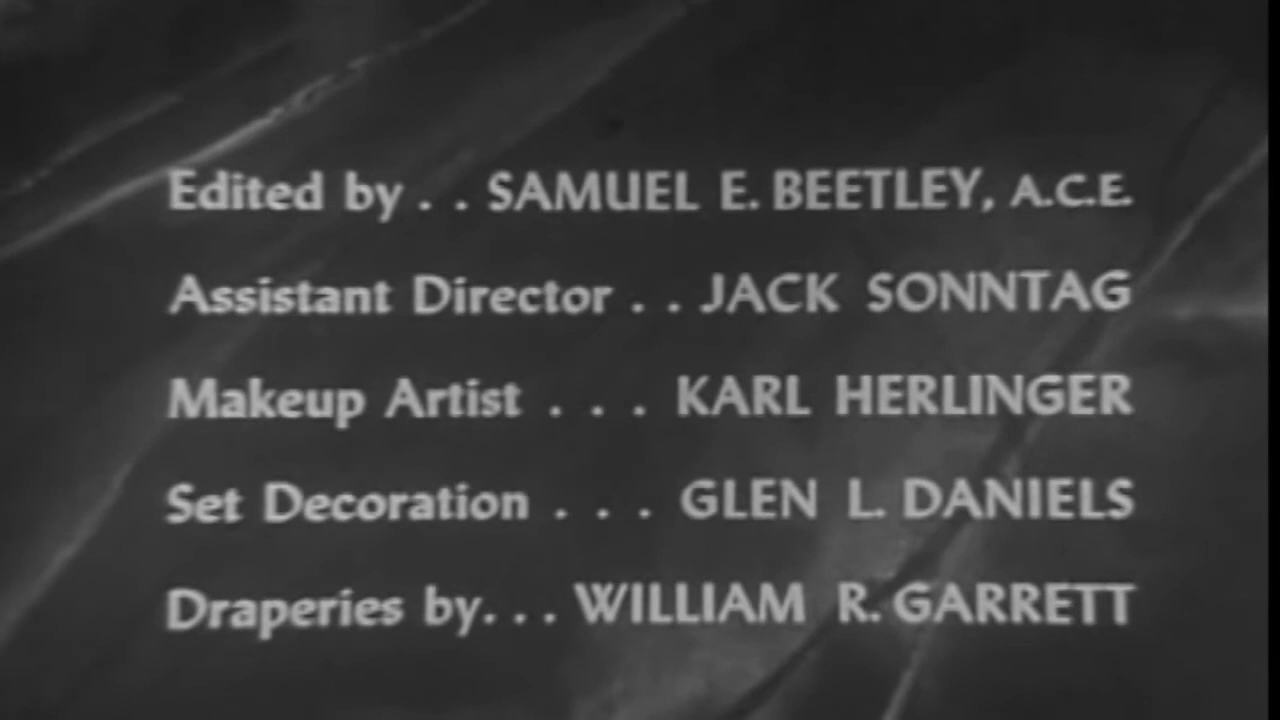 Edited by . . SAMUEL E. BEETLEY, A.C.E.
Assistant Director . . JACK SONNTAG
Makeup Artist . . . KARL HERLINGER
Set Decoration . . . GLEN L. DANIELS
Draperies by. . . WILLIAM R. GARRETT